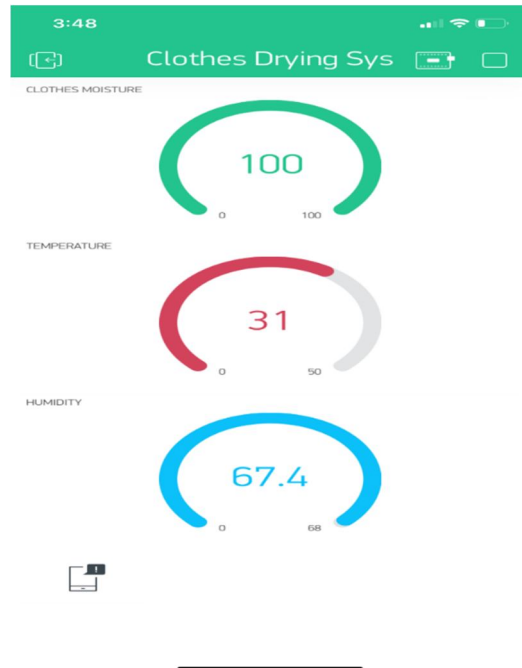 3:48
Clothes Drying Sys
CLOTHES MOISTURE
100
0 100
TEMPERATURE
31
0 50
HUMIDITY
67.4
0 68
!